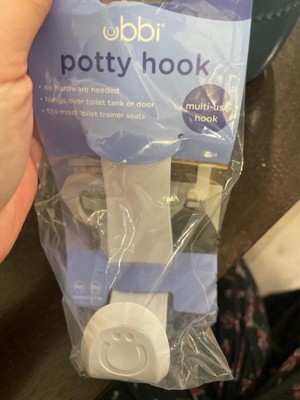 ubbi
potty hook
• no hardware are needed
• hangs over toilet tank or door
• fits most toilet trainer seats
multi-use
hook